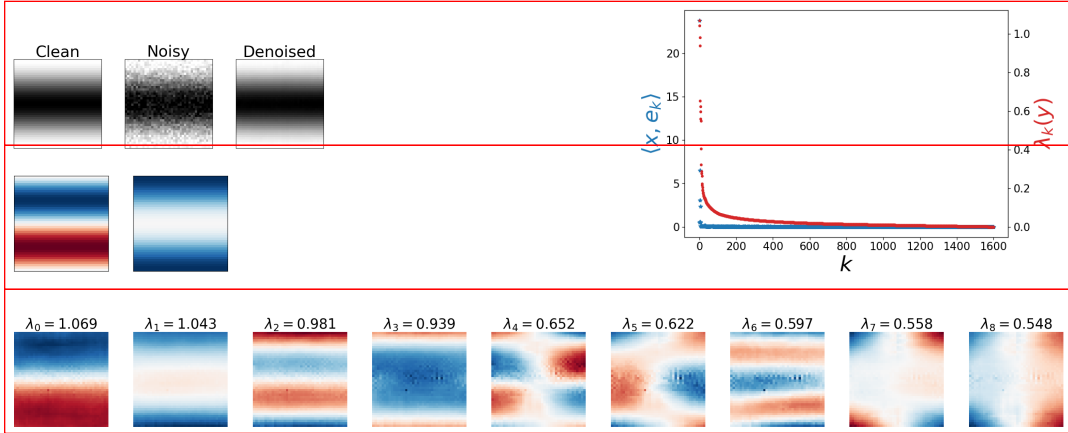 Clean Noisy Denoised
20
15
10
5
0
⟨x, e_k⟩
1.0
0.8
0.6
0.4
0.2
0.0
λ_k(y)
0 200 400 600 800 1000 1200 1400 1600
k
λ_0 = 1.069 λ_1 = 1.043 λ_2 = 0.981 λ_3 = 0.939 λ_4 = 0.652 λ_5 = 0.622 λ_6 = 0.597 λ_7 = 0.558 λ_8 = 0.548